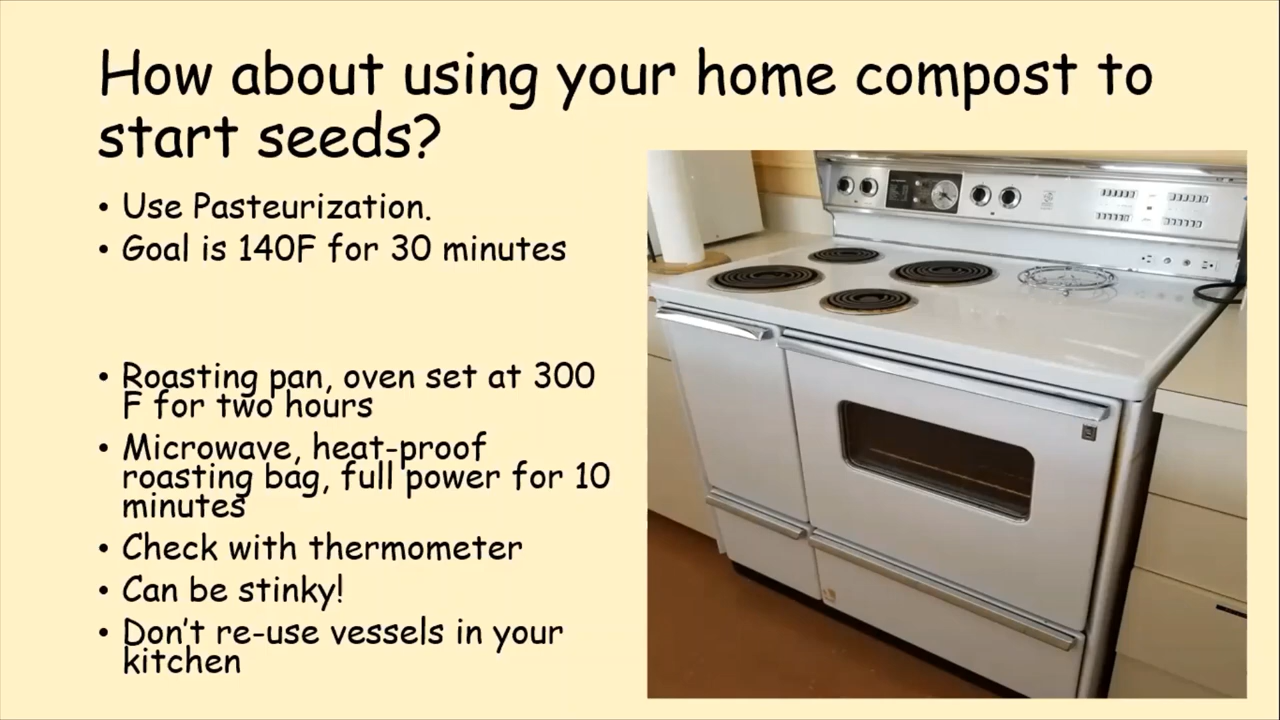 How about using your home compost to
start seeds?
• Use Pasteurization.
• Goal is 140F for 30 minutes
• Roasting pan, oven set at 300
F for two hours
• Microwave, heat-proof
roasting bag, full power for 10
minutes
• Check with thermometer
• Can be stinky!
• Don't re-use vessels in your
kitchen